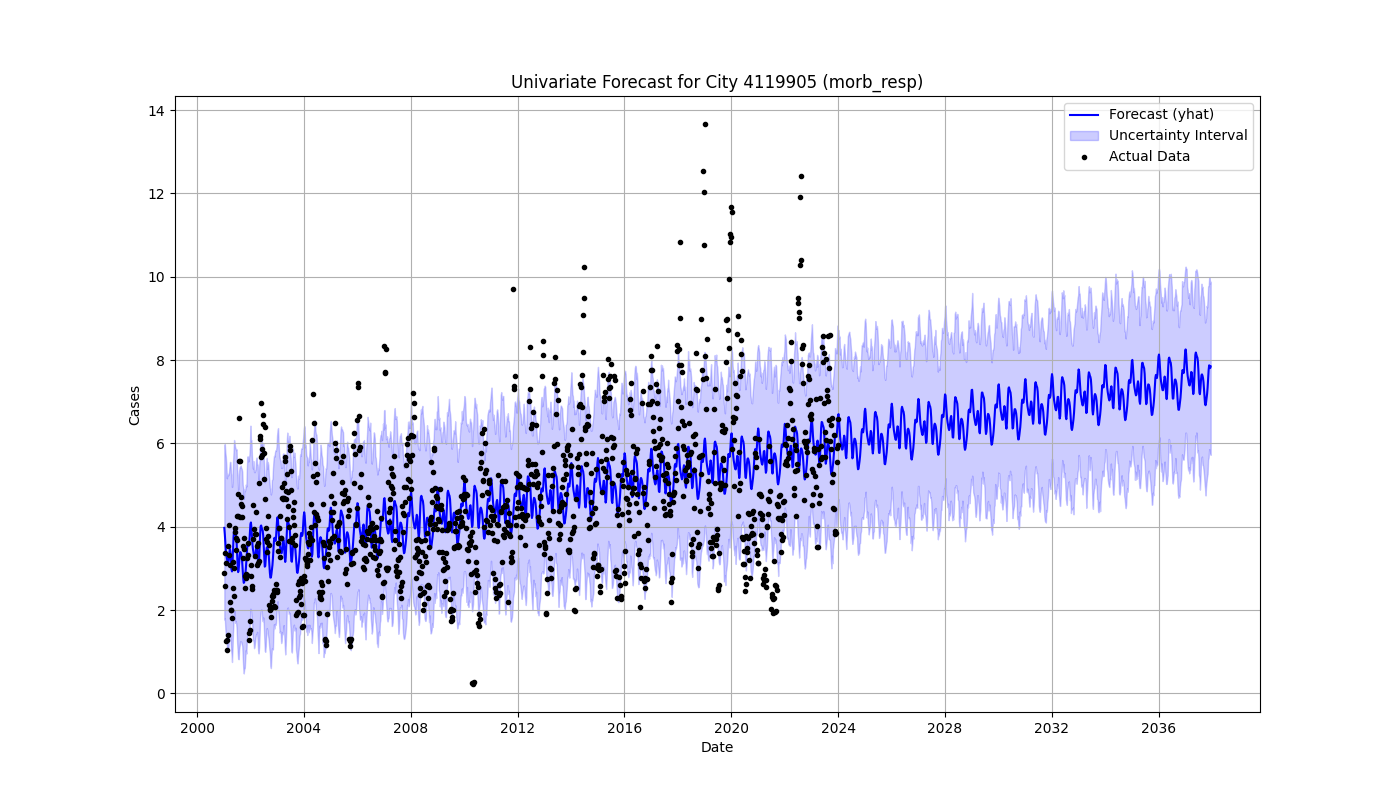 Univariate Forecast for City 4119905 (morb_resp)
Forecast (yhat)
Uncertainty Interval
Actual Data
Cases
14
12
10
8
6
4
2
0
2000 2004 2008 2012 2016 2020 2024 2028 2032 2036
Date